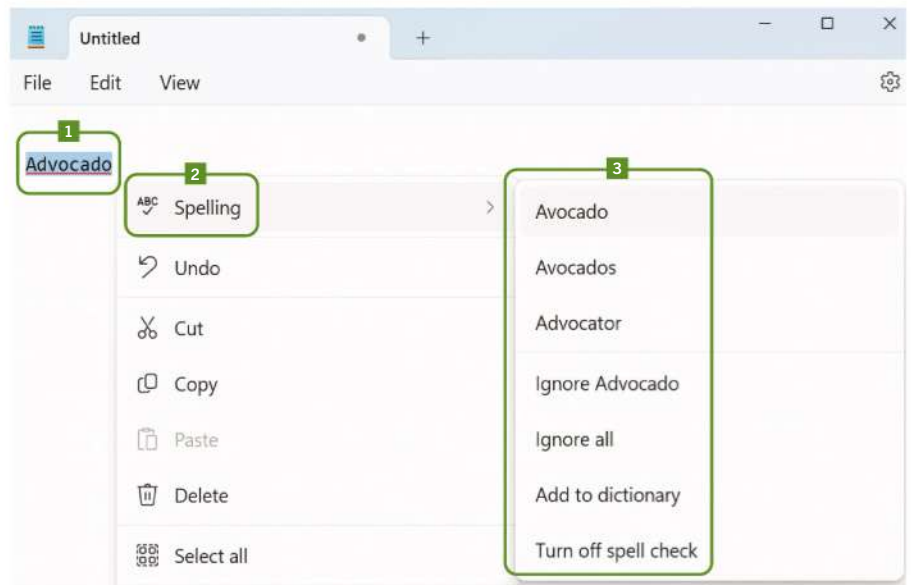 Untitled
File Edit View
1
Advocado
2
ABC Spelling
Undo
Cut
Copy
Paste
Delete
Select all
3
Avocado
Avocados
Advocator
Ignore Advocado
Ignore all
Add to dictionary
Turn off spell check